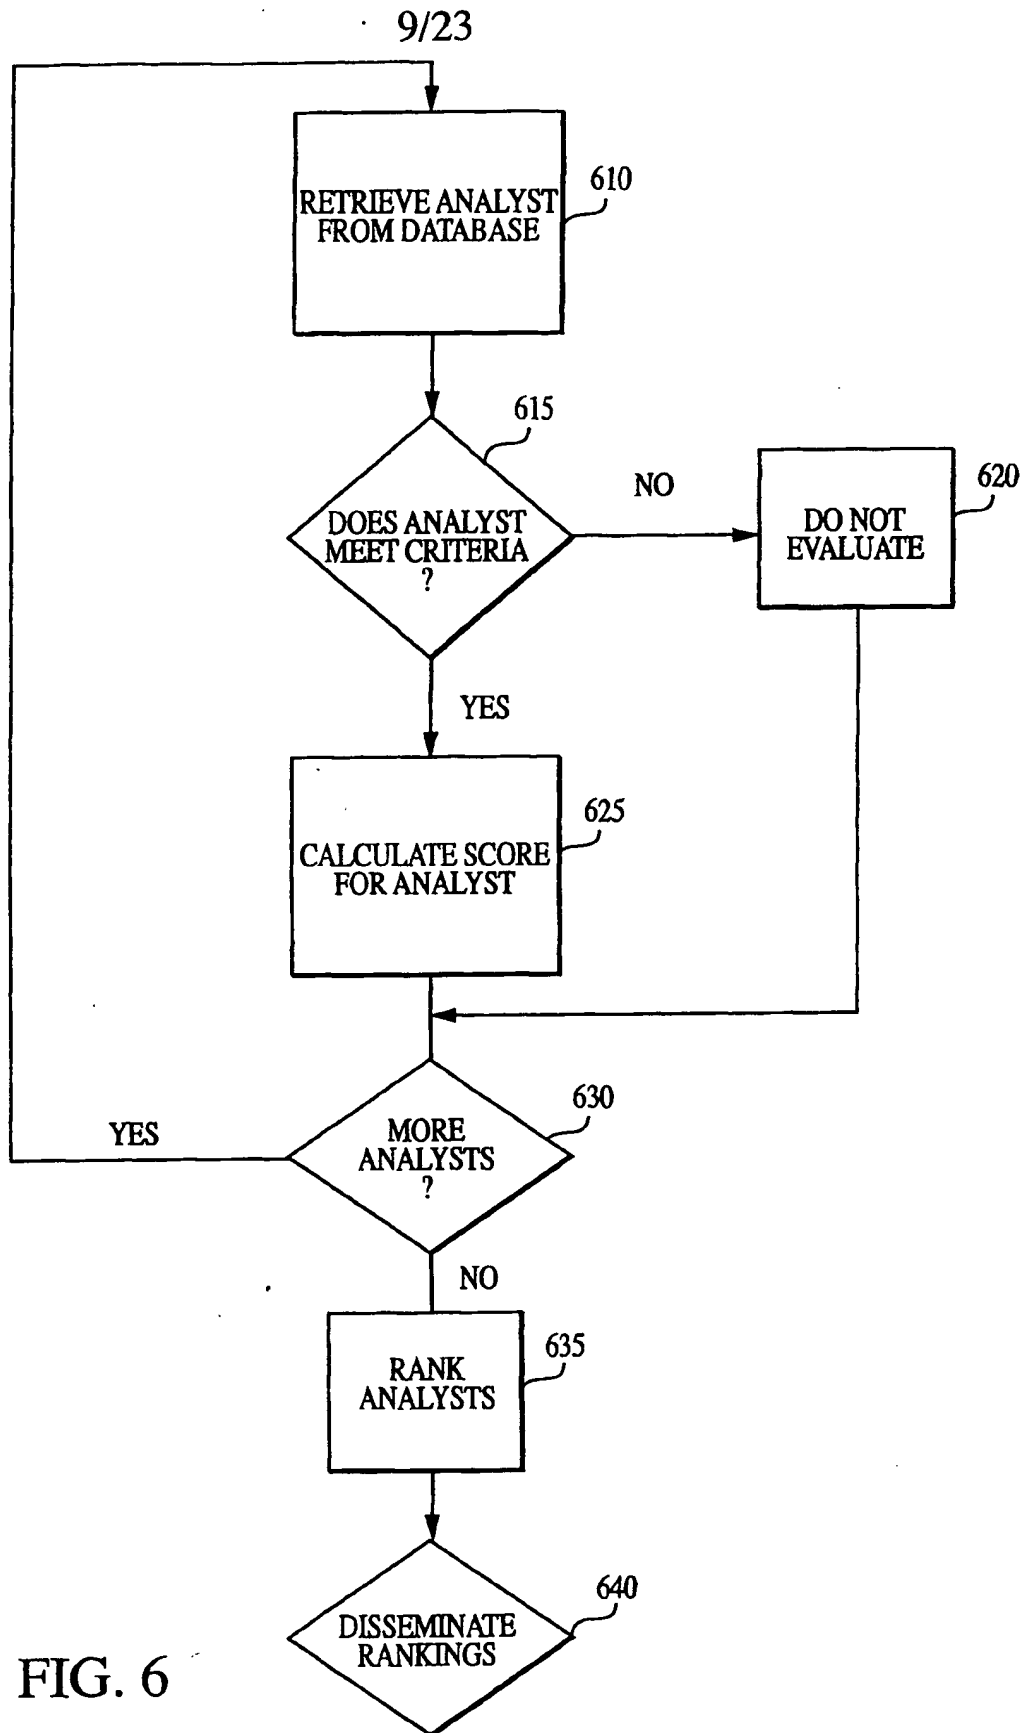 9/23
RETRIEVE ANALYST
FROM DATABASE
610
615
DOES ANALYST
MEET CRITERIA
?
NO
DO NOT
EVALUATE
620
YES
CALCULATE SCORE
FOR ANALYST
625
MORE
ANALYSTS
?
630
YES
NO
RANK
ANALYSTS
635
DISSEMINATE
RANKINGS
640
FIG. 6